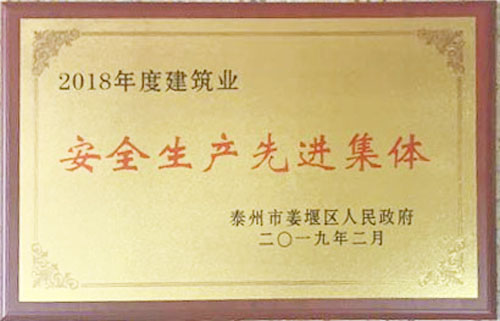 2018年度建筑业
安全生产先进集体
泰州市姜堰区人民政府
二〇一九年二月